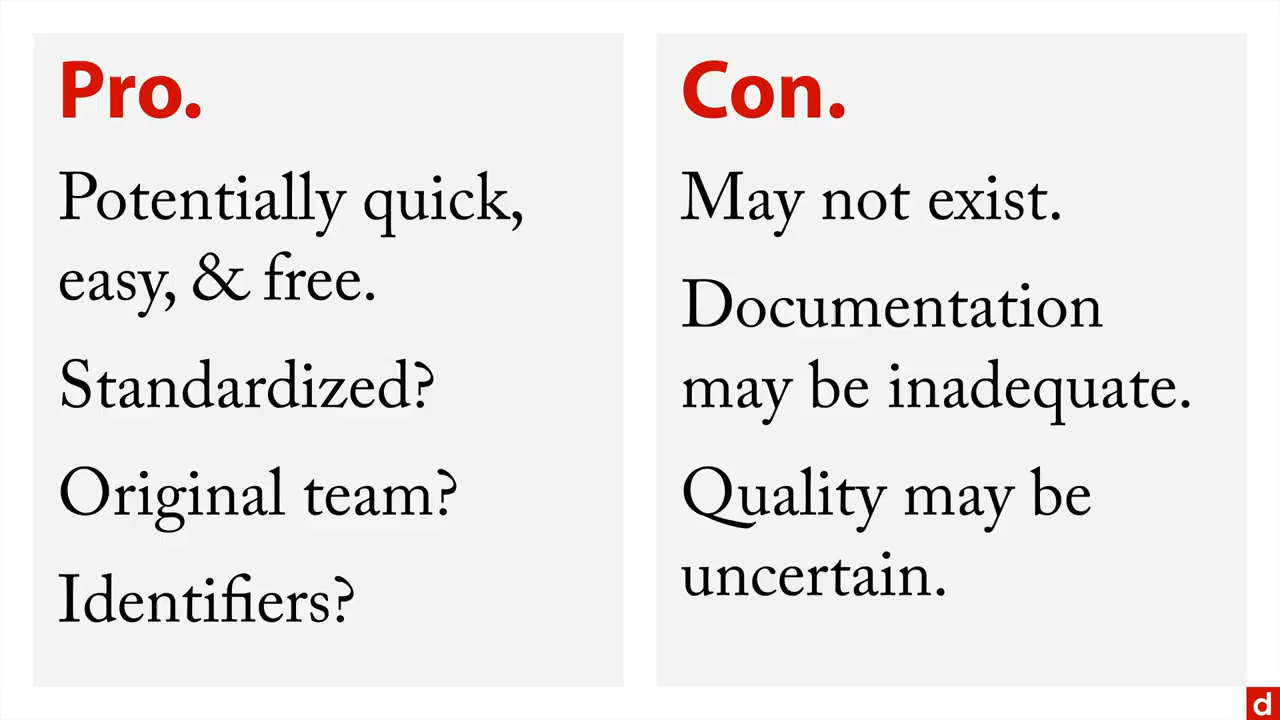 Pro.
Potentially quick,
easy, & free.
Standardized?
Original team?
Identifiers?
Con.
May not exist.
Documentation
may be inadequate.
Quality may be
uncertain.
d